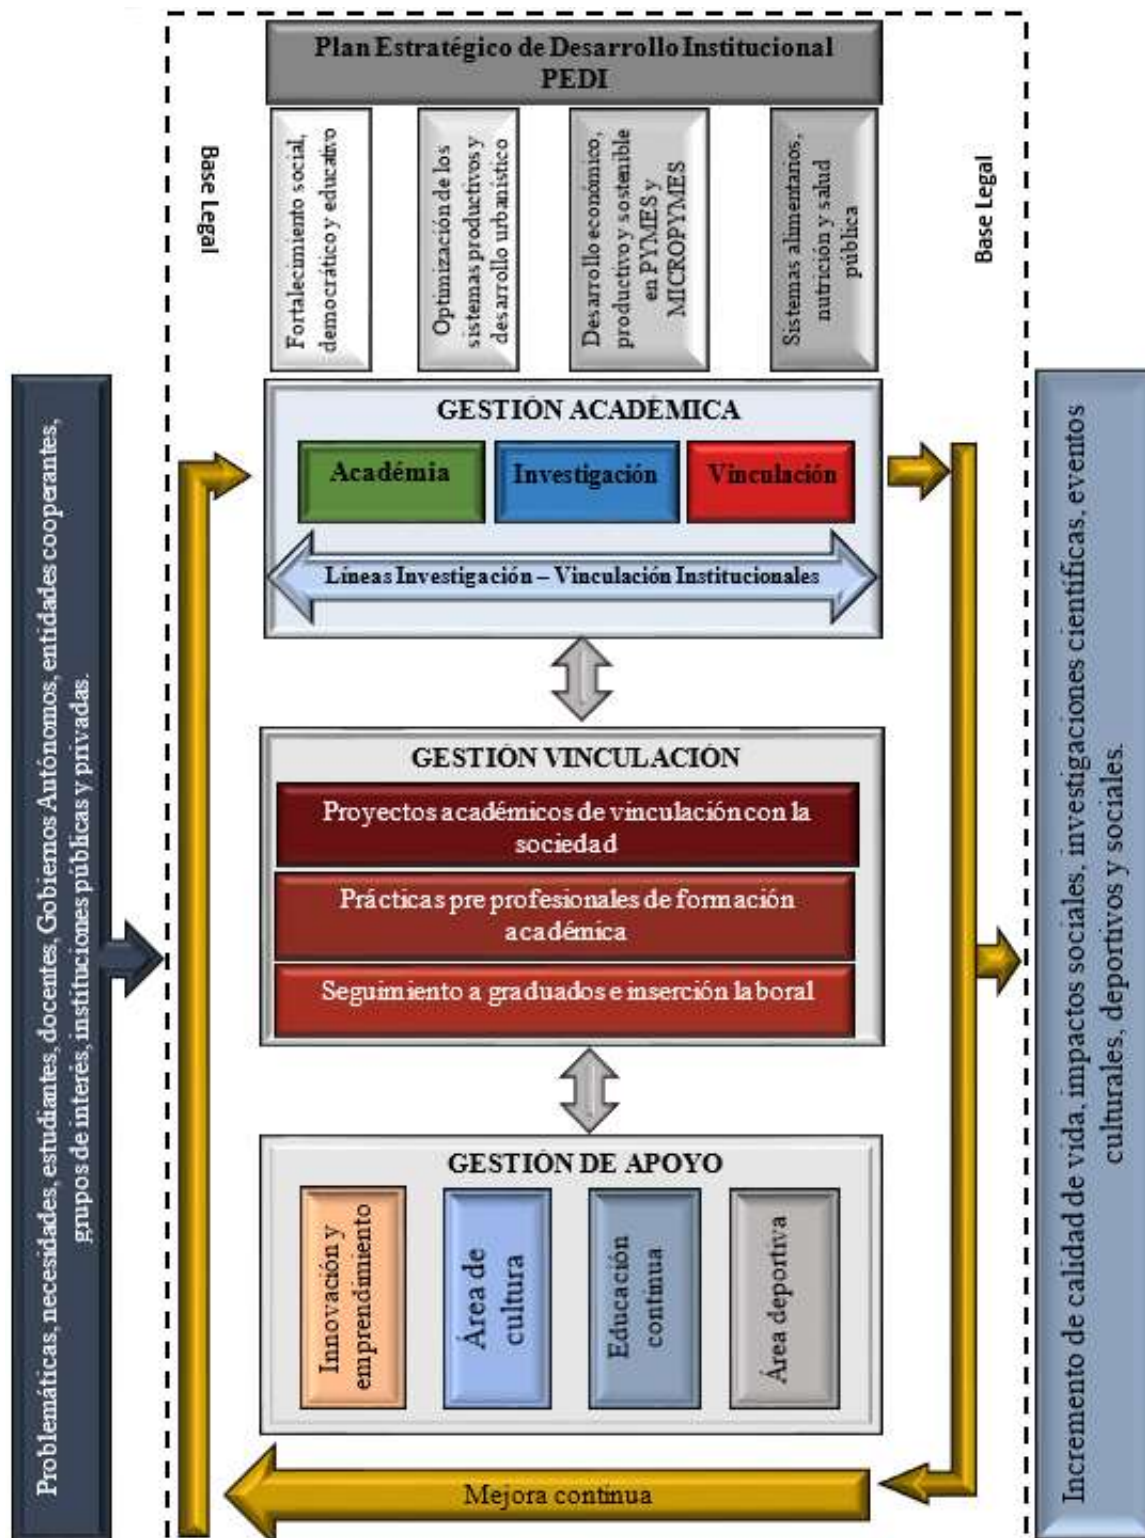 Plan Estratégico de Desarrollo Institucional
PEDI
Base Legal
Fortalecimiento social,
democrático y educativo
Optimización de los
sistemas productivos y
desarrollo urbanístico
Desarrollo económico,
productivo y sostenible
en PYMES y
MICROPYMES
Sistemas alimentarios,
nutrición y salud
pública
Base Legal
Problemáticas, necesidades, estudiantes, docentes, Gobiernos Autónomos, entidades cooperantes,
grupos de interés, instituciones públicas y privadas.
GESTIÓN ACADÉMICA
Académia
Investigación
Vinculación
Líneas Investigación – Vinculación Institucionales
GESTIÓN VINCULACIÓN
Proyectos académicos de vinculación con la
sociedad
Prácticas pre profesionales de formación
académica
Seguimiento a graduados e inserción laboral
GESTIÓN DE APOYO
Innovación y
emprendimiento
Área de
cultura
Educación
continua
Área deportiva
Mejora continua
Incremento de calidad de vida, impactos sociales, investigaciones científicas, eventos
culturales, deportivos y sociales.